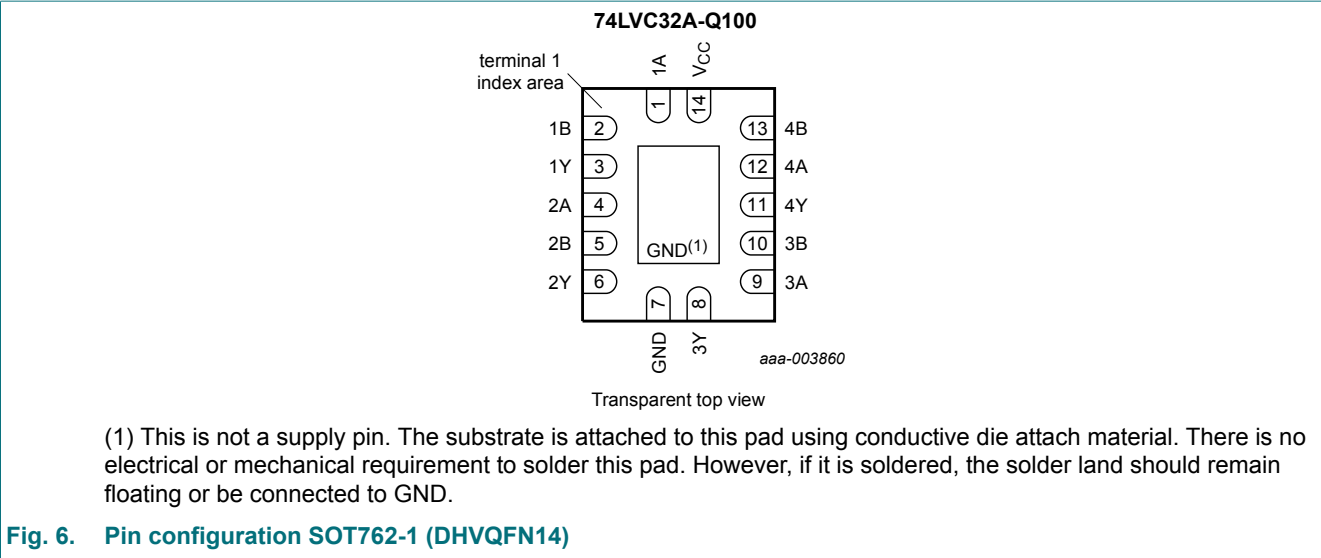 74LVC32A-Q100
terminal 1
index area
1A
VCC
1
14
1B 2
13 4B
1Y 3
12 4A
2A 4
11 4Y
2B 5
10 3B
GND(1)
2Y 6
9 3A
7
8
GND
3Y
aaa-003860
Transparent top view
(1) This is not a supply pin. The substrate is attached to this pad using conductive die attach material. There is no
electrical or mechanical requirement to solder this pad. However, if it is soldered, the solder land should remain
floating or be connected to GND.
Fig. 6. Pin configuration SOT762-1 (DHVQFN14)